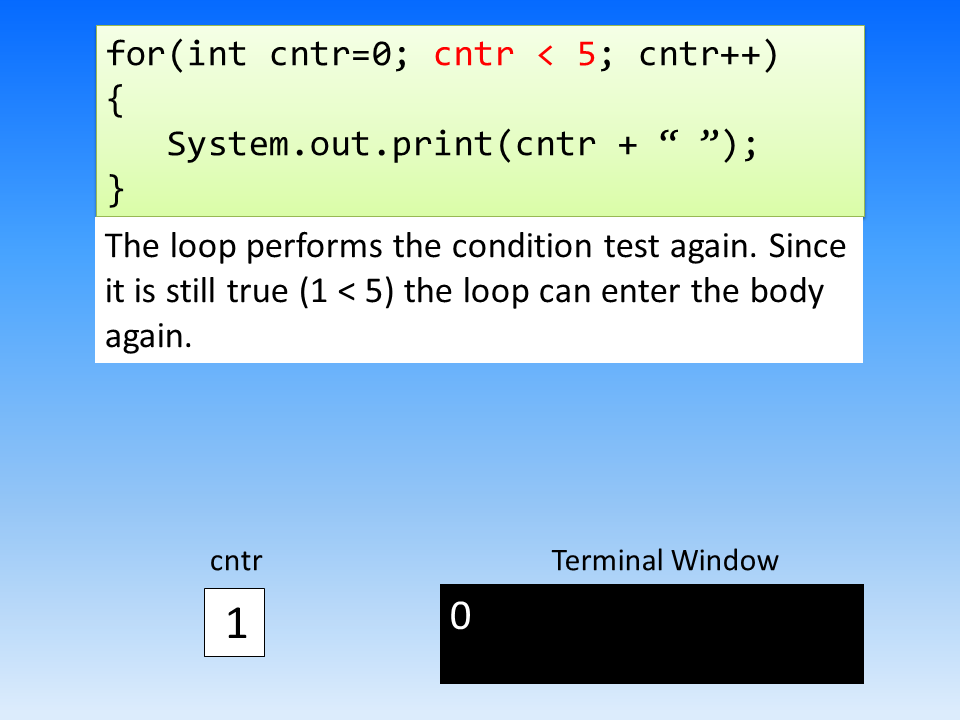 for(int cntr=0; cntr < 5; cntr++)
{
   System.out.print(cntr + “ ”);
}
The loop performs the condition test again. Since
it is still true (1 < 5) the loop can enter the body
again.
cntr
Terminal Window
1
0